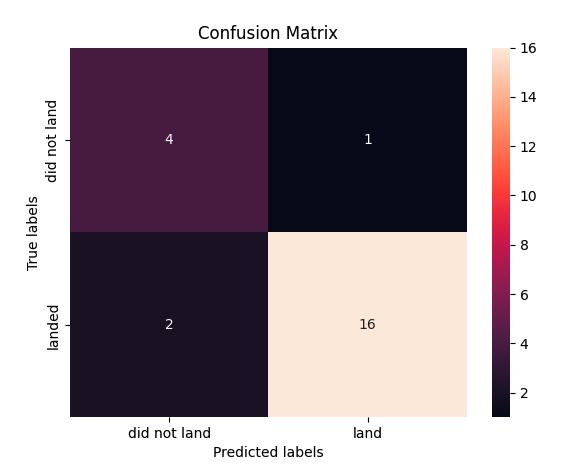 Confusion Matrix
did not land
landed
True labels
4
1
2
16
did not land
land
Predicted labels
16
14
12
10
8
6
4
2